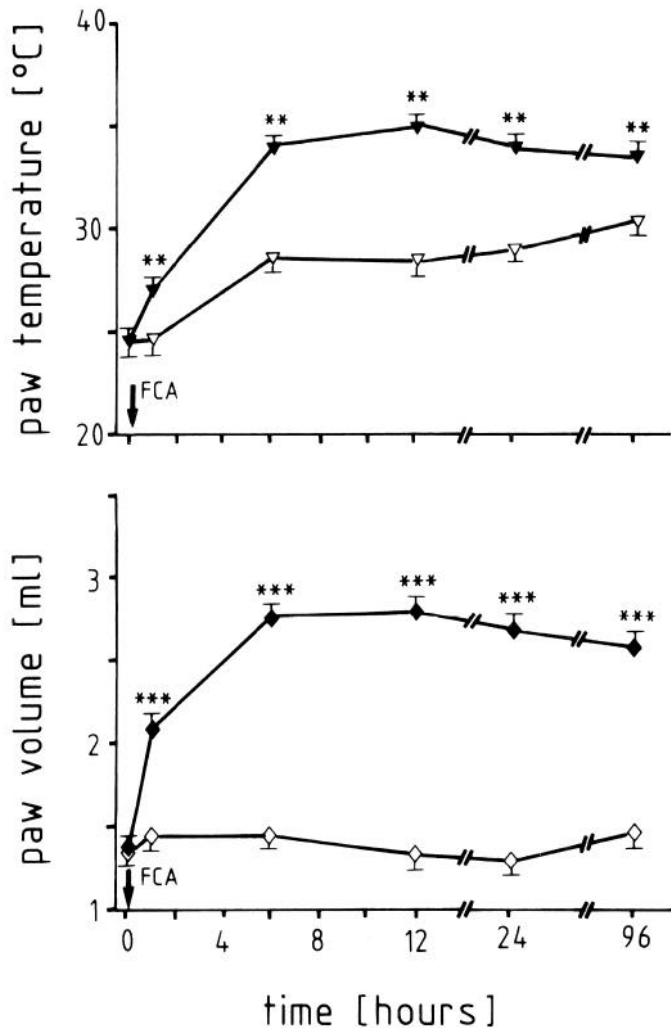 paw temperature [°C]
40
30
20
** ** ** ** **
FCA
paw volume [ml]
3
2
1
*** *** *** *** ***
FCA
0 4 8 12 24 96
time [hours]